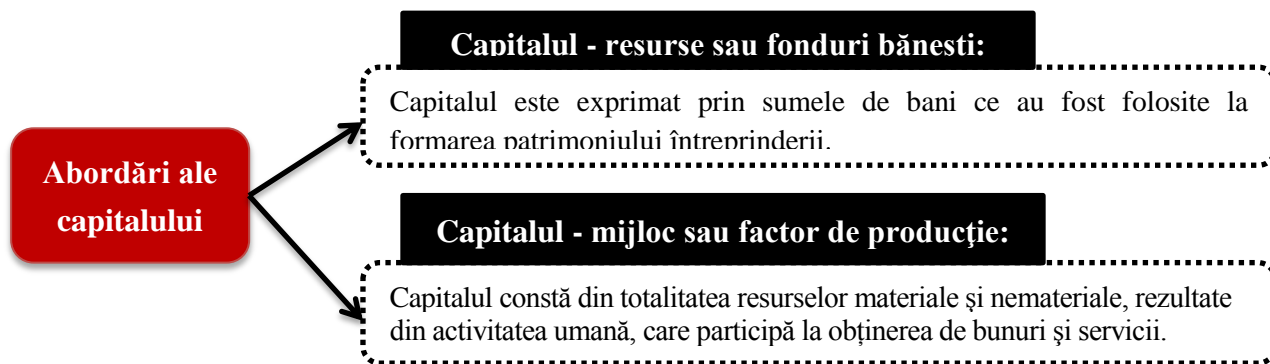 Capitalul - resurse sau fonduri bănești:
Capitalul este exprimat prin sumele de bani ce au fost folosite la
formarea patrimoniului întreprinderii.
Abordări ale
capitalului
Capitalul - mijloc sau factor de producţie:
Capitalul constă din totalitatea resurselor materiale şi nemateriale, rezultate
din activitatea umană, care participă la obținerea de bunuri şi servicii.